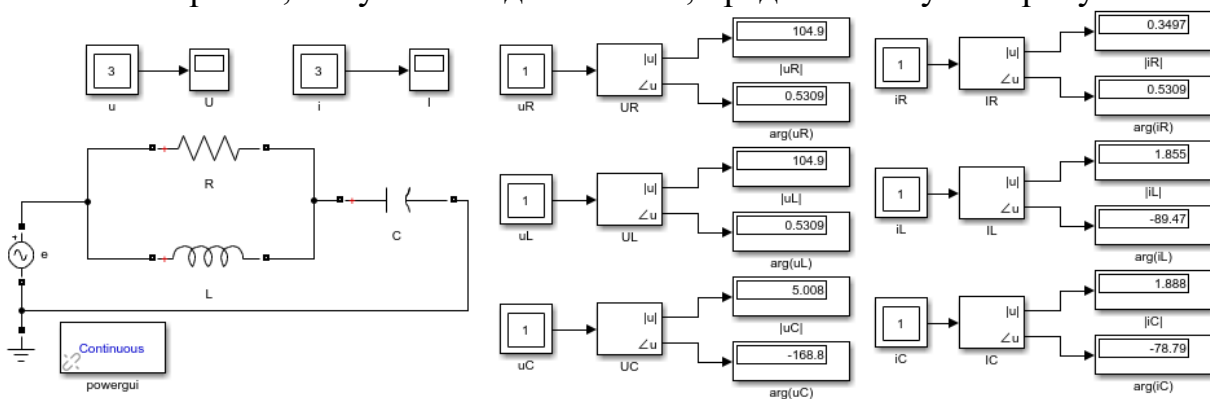 3
u
U
3
i
I
1
uR
|u|
∠u
UR
104.9
|uR|
0.5309
arg(uR)
1
iR
|u|
∠u
IR
0.3497
|iR|
0.5309
arg(iR)
R
L
C
e
+
Continuous
powergui
1
uL
|u|
∠u
UL
104.9
|uL|
0.5309
arg(uL)
1
iL
|u|
∠u
IL
1.855
|iL|
-89.47
arg(iL)
1
uC
|u|
∠u
UC
5.008
|uC|
-168.8
arg(uC)
1
iC
|u|
∠u
IC
1.888
|iC|
-78.79
arg(iC)